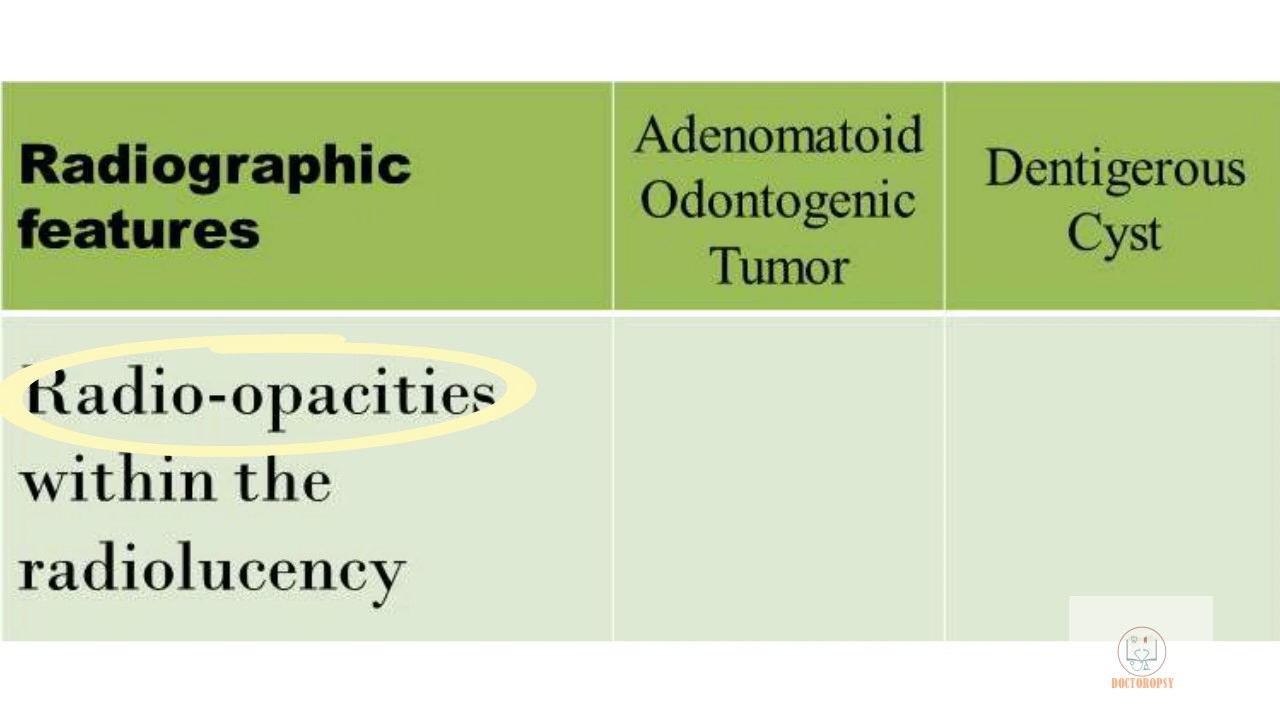 Radiographic
features
Adenomatoid
Odontogenic
Tumor
Dentigerous
Cyst
Radio-opacities
within the
radiolucency
DOCTOROPSY